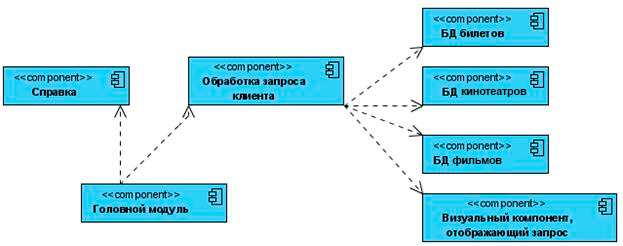 <<component>>
БД билетов
<<component>>
Справка
<<component>>
Обработка запроса
клиента
<<component>>
БД кинотеатров
<<component>>
БД фильмов
<<component>>
Головной модуль
<<component>>
Визуальный компонент,
отображающий запрос